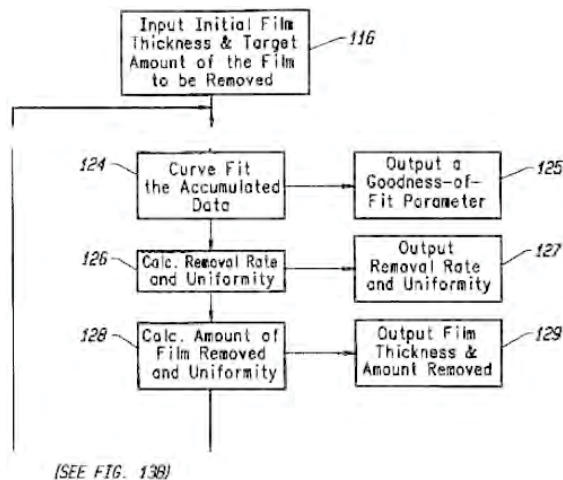 Input Initial Film
Thickness & Target
Amount of the Film
to be Removed
116
124
Curve Fit
the Accumulated
Data
Output a
Goodness-of-
Fit Parameter
125
126
Calc. Removal Rate
and Uniformity
Output
Removal Rate
and Uniformity
127
128
Calc. Amount of
Film Removed
and Uniformity
Output Film
Thickness &
Amount Removed
129
(SEE FIG. 13B)